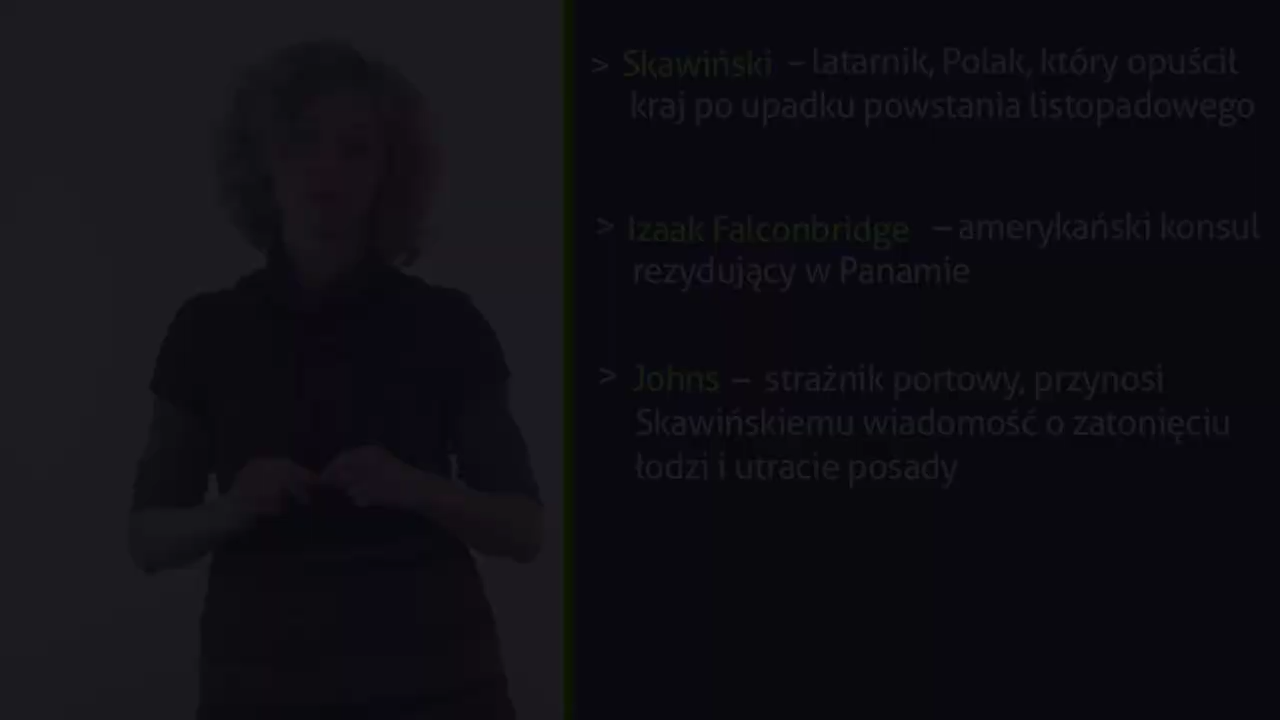 > Skawiński – latarnik, Polak, który opuścił
kraj po upadku powstania listopadowego
> Izaak Falconbridge – amerykański konsul
rezydujący w Panamie
> Johns – strażnik portowy, przynosi
Skawińskiemu wiadomość o zatonięciu
łodzi i utracie posady